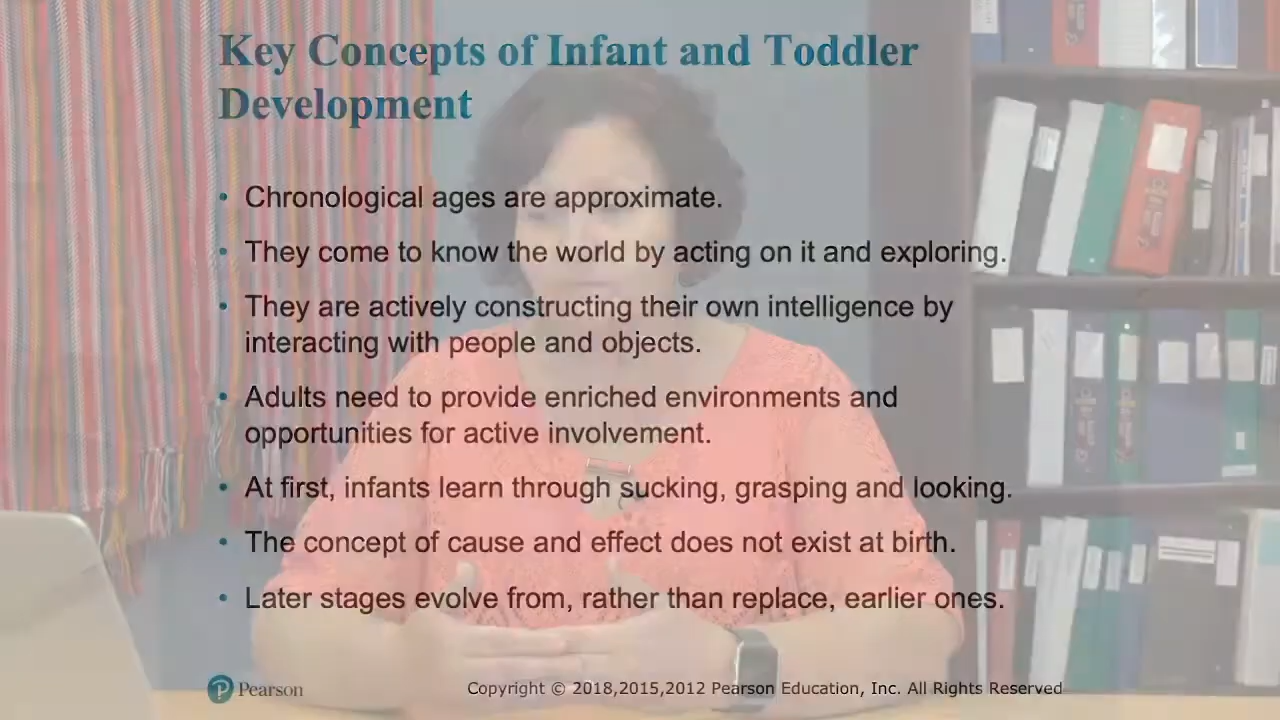 Key Concepts of Infant and Toddler
Development
• Chronological ages are approximate.
• They come to know the world by acting on it and exploring.
• They are actively constructing their own intelligence by
interacting with people and objects.
• Adults need to provide enriched environments and
opportunities for active involvement.
• At first, infants learn through sucking, grasping and looking.
• The concept of cause and effect does not exist at birth.
• Later stages evolve from, rather than replace, earlier ones.
Pearson
Copyright © 2018,2015,2012 Pearson Education, Inc. All Rights Reserved